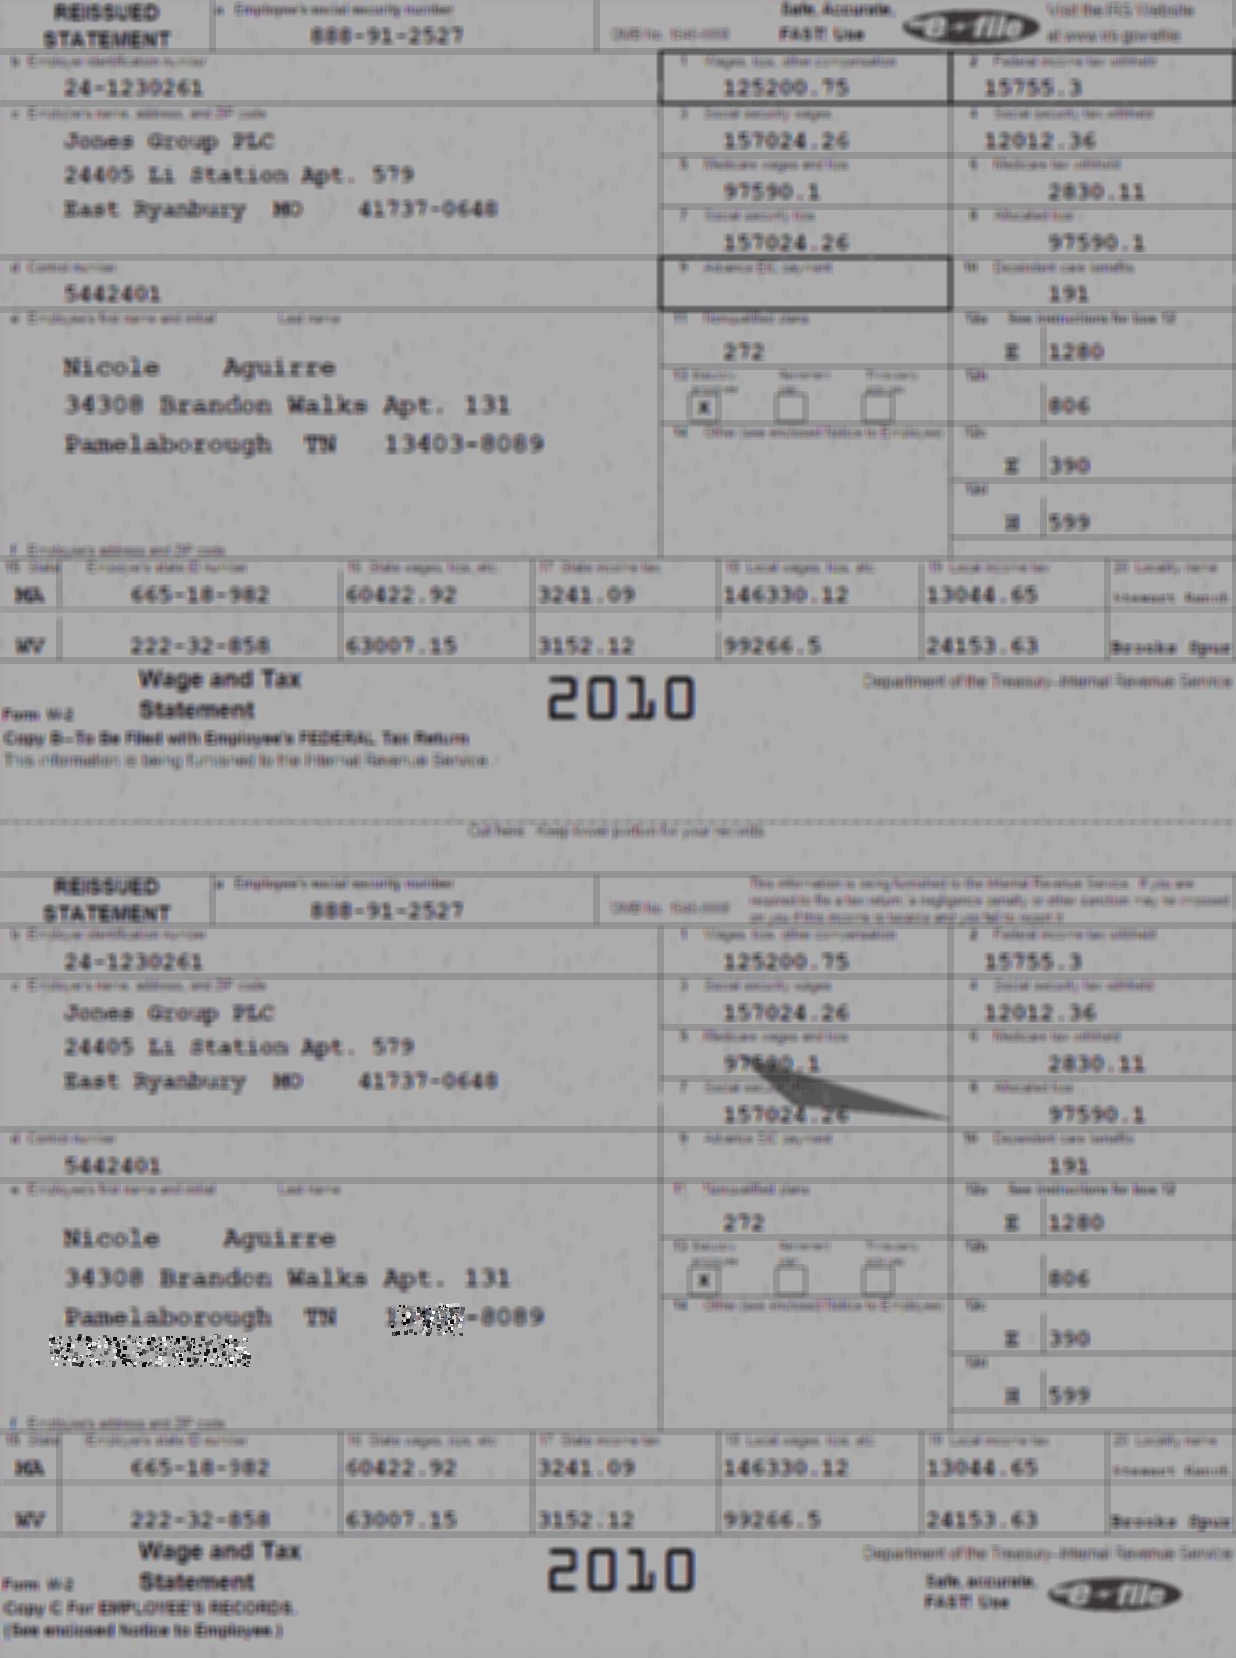 REISSUED STATEMENT
a Employee's social security number
888-91-2527
OMB No. 1545-0008
Safe, Accurate, FAST! Use
e-file
Visit the IRS Website at www.irs.gov/efile
b Employer identification number
24-1230261
1 Wages, tips, other compensation
125200.75
2 Federal income tax withheld
15755.3
c Employer's name, address, and ZIP code
Jones Group PLC
24405 Li Station Apt. 579
East Ryanbury MO 41737-0648
3 Social security wages
157024.26
4 Social security tax withheld
12012.36
5 Medicare wages and tips
97590.1
6 Medicare tax withheld
2830.11
7 Social security tips
157024.26
8 Allocated tips
97590.1
d Control number
5442401
9 Advance EIC payment
10 Dependent care benefits
191
e Employee's first name and initial Last name
Nicole Aguirre
34308 Brandon Walks Apt. 131
Pamelaborough TN 13403-8089
11 Nonqualified plans
272
12a See instructions for box 12
1280
13 Statutory employee
X
12b
806
14 Other (see enclosed Notice to Employee)
12c
390
12d
599
f Employee's address and ZIP code
15 State Employer's state ID number 16 State wages, tips, etc. 17 State income tax 18 Local wages, tips, etc. 19 Local income tax 20 Locality name
MA 665-18-982 60422.92 3241.09 146330.12 13044.65
WV 222-32-858 63007.15 3152.12 99266.5 24153.63 Brooke Spur
Form W-2
Wage and Tax Statement
2010
Department of the Treasury-Internal Revenue Service
Copy B--To Be Filed with Employee's FEDERAL Tax Return
This information is being furnished to the Internal Revenue Service.
Cut here. Keep lower portion for your records.
REISSUED STATEMENT
a Employee's social security number
888-91-2527
OMB No. 1545-0008
This information is being furnished to the Internal Revenue Service. If you are
required to file a tax return, a negligence penalty or other sanction may be imposed
on you if this income is taxable and you fail to report it.
b Employer identification number
24-1230261
1 Wages, tips, other compensation
125200.75
2 Federal income tax withheld
15755.3
c Employer's name, address, and ZIP code
Jones Group PLC
24405 Li Station Apt. 579
East Ryanbury MO 41737-0648
3 Social security wages
157024.26
4 Social security tax withheld
12012.36
5 Medicare wages and tips
97590.1
6 Medicare tax withheld
2830.11
7 Social
157024.26
8 Allocated tips
97590.1
d Control number
5442401
9 Advance EIC payment
10 Dependent care benefits
191
e Employee's first name and initial Last name
Nicole Aguirre
34308 Brandon Walks Apt. 131
Pamelaborough TN
11 Nonqualified plans
272
12a See instructions for box 12
1280
13 Statutory employee
X
12b
806
14 Other (see enclosed Notice to Employee)
12c
390
12d
599
f Employee's address and ZIP code
15 State Employer's state ID number 16 State wages, tips, etc. 17 State income tax 18 Local wages, tips, etc. 19 Local income tax 20 Locality name
MA 665-18-982 60422.92 3241.09 146330.12 13044.65
WV 222-32-858 63007.15 3152.12 99266.5 24153.63 Brooke Spur
Form W-2
Wage and Tax Statement
2010
Department of the Treasury-Internal Revenue Service
Copy C For EMPLOYEE'S RECORDS.
(See enclosed Notice to Employee.)
Safe, accurate, FAST! Use
e-file